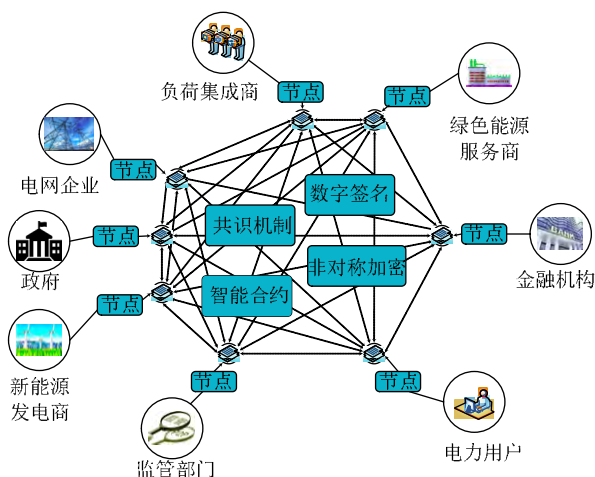 负荷集成商
节点
节点
绿色能源
服务商
电网企业
节点
数字签名
共识机制
节点
节点
政府
非对称加密
金融机构
智能合约
节点
新能源
发电商
节点
节点
监管部门
电力用户